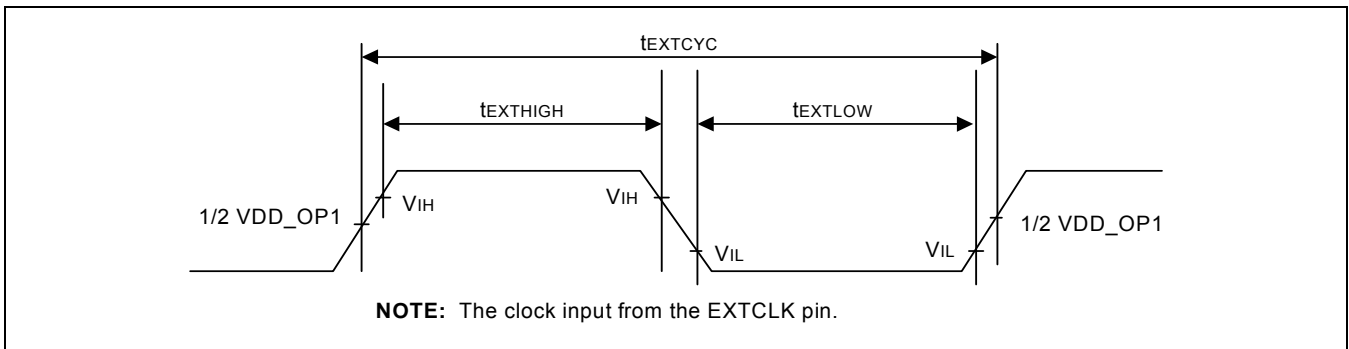 tEXTCYC
tEXTHIGH
tEXTLOW
VIH
VIH
1/2 VDD_OP1
1/2 VDD_OP1
VIL
VIL
NOTE: The clock input from the EXTCLK pin.